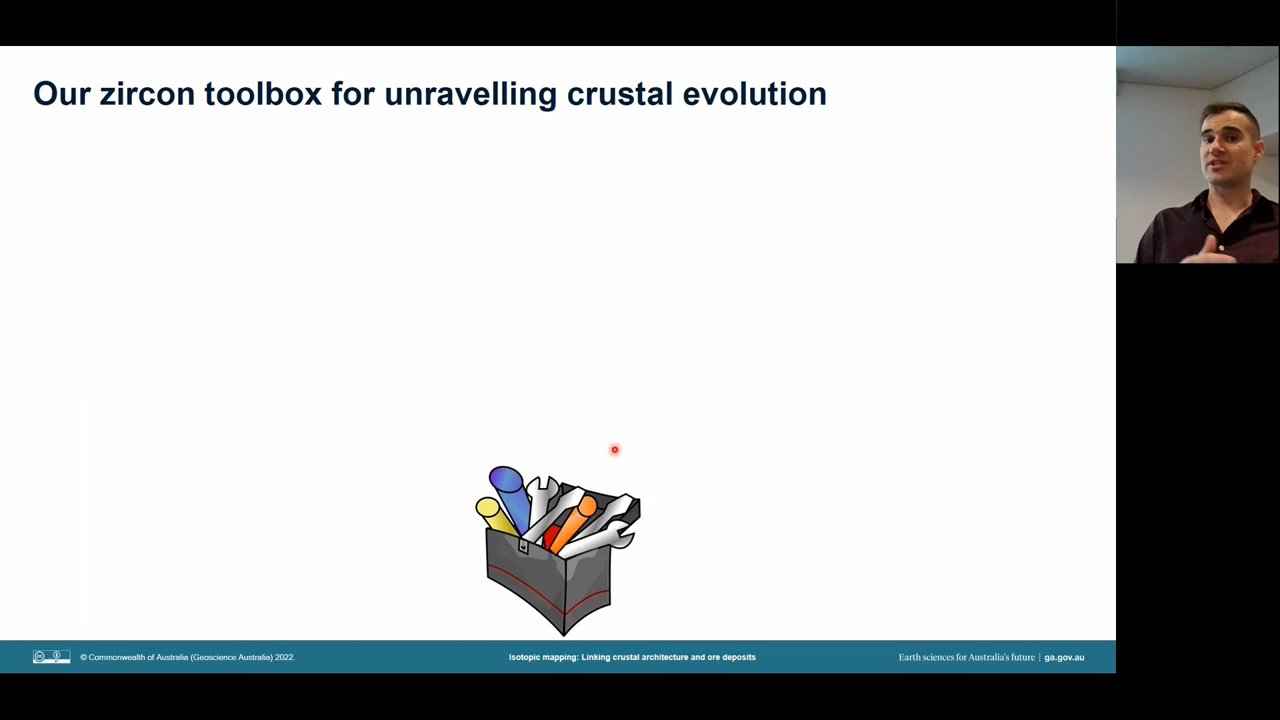 Our zircon toolbox for unravelling crustal evolution
© Commonwealth of Australia (Geoscience Australia) 2022.
Isotopic mapping: Linking crustal architecture and ore deposits
Earth sciences for Australia's future | ga.gov.au